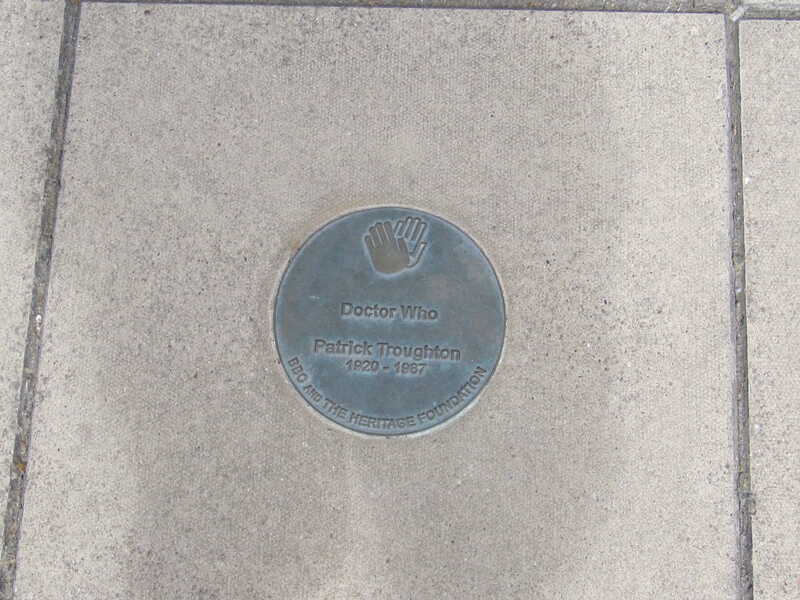 Doctor Who
Patrick Troughton
1920 - 1987
BBC AND THE HERITAGE FOUNDATION